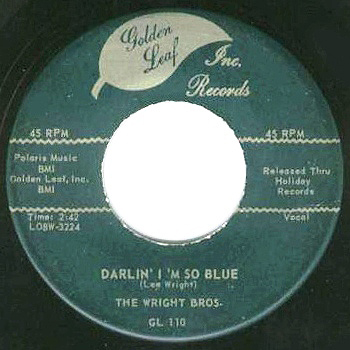 Golden
Leaf
Inc.
Records
45 RPM
45 RPM
Polaris Music
BMI
Golden Leaf, Inc.
BMI
Released Thru
Holiday
Records
Time: 2:42
LO8W-3224
Vocal
DARLIN' I 'M SO BLUE
(Lee Wright)
THE WRIGHT BROS.
GL 110